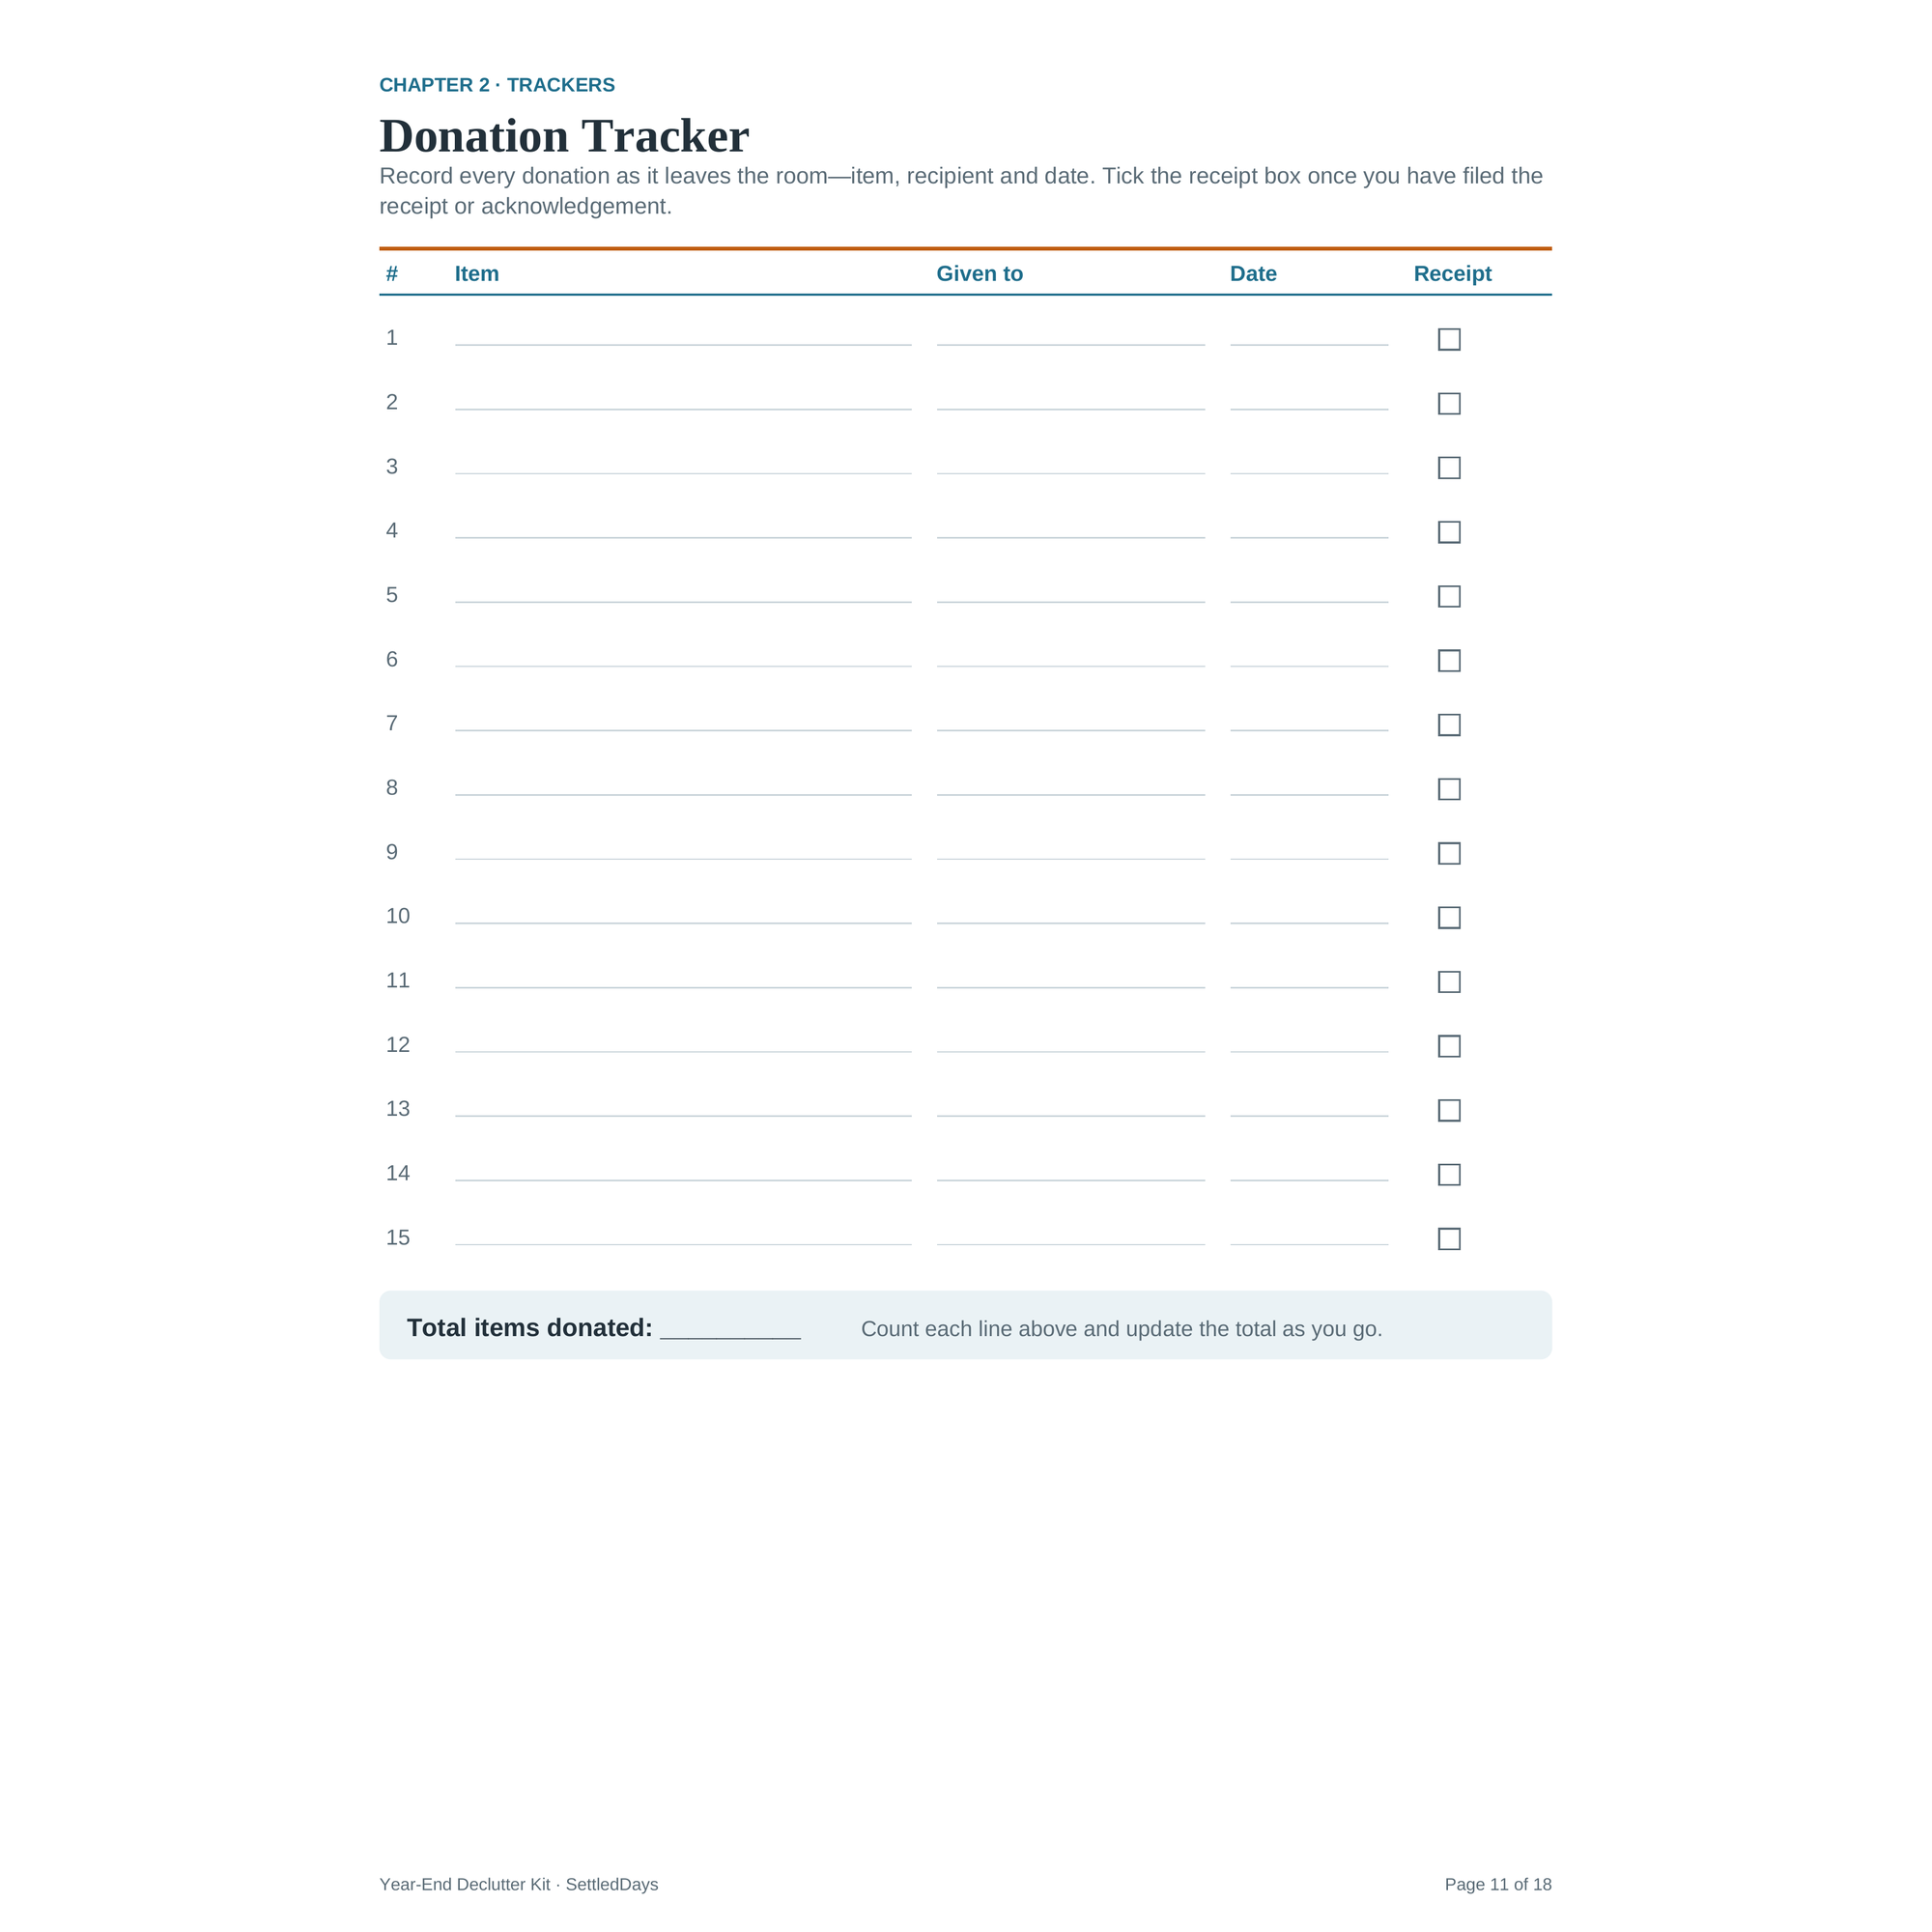 CHAPTER 2 · TRACKERS
Donation Tracker
Record every donation as it leaves the room—item, recipient and date. Tick the receipt box once you have filed the
receipt or acknowledgement.
# Item Given to Date Receipt
1
2
3
4
5
6
7
8
9
10
11
12
13
14
15
Total items donated: __________ Count each line above and update the total as you go.
Year-End Declutter Kit · SettledDays Page 11 of 18